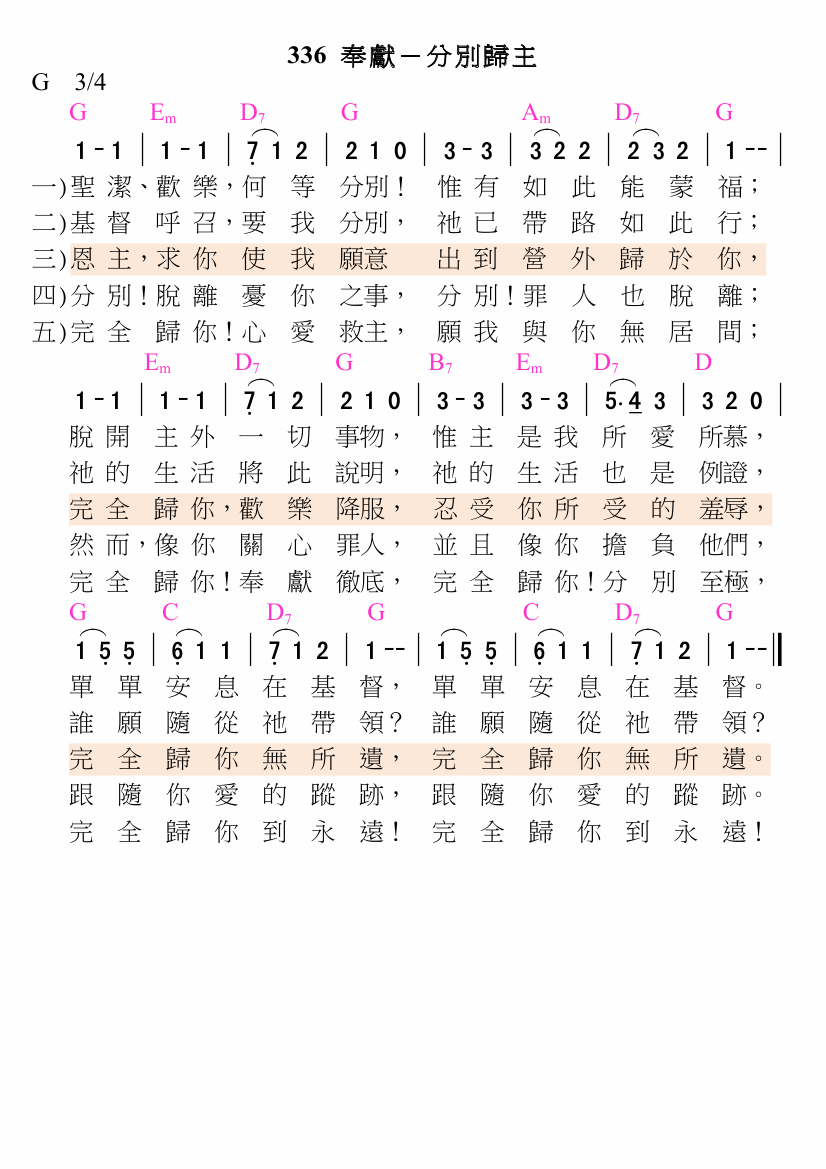 336 奉獻－分別歸主
G 3/4
G Em D7 G Am D7 G
1 - 1 | 1 - 1 | 7̣ 1 2 | 2 1 0 | 3 - 3 | 3 2 2 | 2 3 2 | 1 -- |
一)聖潔、歡樂，何等分別！惟有如此能蒙福；
二)基督呼召，要我分別，祂已帶路如此行；
三)恩主，求你使我願意 出到營外歸於你，
四)分別！脫離憂你之事，分別！罪人也脫離；
五)完全歸你！心愛救主，願我與你無居間；
Em D7 G B7 Em D7 D
1 - 1 | 1 - 1 | 7̣ 1 2 | 2 1 0 | 3 - 3 | 3 - 3 | 5. 4 3 | 3 2 0 |
脫開主外一切事物，惟主是我所愛所慕，
祂的生活將此說明，祂的生活也是例證，
完全歸你，歡樂降服，忍受你所受的羞辱，
然而，像你關心罪人，並且像你擔負他們，
完全歸你！奉獻徹底，完全歸你！分別至極，
G C D7 G C D7 G
1 5̣ 5̣ | 6̣ 1 1 | 7̣ 1 2 | 1 -- | 1 5̣ 5̣ | 6̣ 1 1 | 7̣ 1 2 | 1 -- ||
單單安息在基督，單單安息在基督。
誰願隨從祂帶領？誰願隨從祂帶領？
完全歸你無所遺，完全歸你無所遺。
跟隨你愛的蹤跡，跟隨你愛的蹤跡。
完全歸你到永遠！完全歸你到永遠！